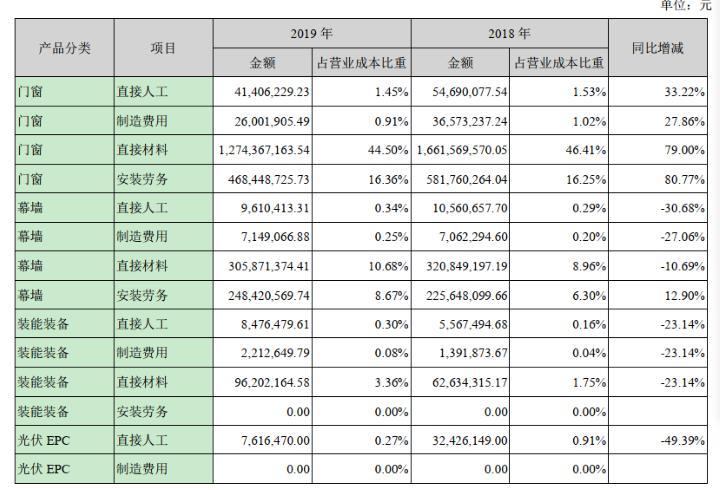 单位：元
产品分类 项目 2019 年 2018 年 同比增减
金额 占营业成本比重 金额 占营业成本比重
门窗 直接人工 41,406,229.23 1.45% 54,690,077.54 1.53% 33.22%
门窗 制造费用 26,001,905.49 0.91% 36,573,237.24 1.02% 27.86%
门窗 直接材料 1,274,367,163.54 44.50% 1,661,569,570.05 46.41% 79.00%
门窗 安装劳务 468,448,725.73 16.36% 581,760,264.04 16.25% 80.77%
幕墙 直接人工 9,610,413.31 0.34% 10,560,657.70 0.29% -30.68%
幕墙 制造费用 7,149,066.88 0.25% 7,062,294.60 0.20% -27.06%
幕墙 直接材料 305,871,374.41 10.68% 320,849,197.19 8.96% -10.69%
幕墙 安装劳务 248,420,569.74 8.67% 225,648,099.66 6.30% 12.90%
装能装备 直接人工 8,476,479.61 0.30% 5,567,494.68 0.16% -23.14%
装能装备 制造费用 2,212,649.79 0.08% 1,391,873.67 0.04% -23.14%
装能装备 直接材料 96,202,164.58 3.36% 62,634,315.17 1.75% -23.14%
装能装备 安装劳务 0.00 0.00% 0.00 0.00%
光伏 EPC 直接人工 7,616,470.00 0.27% 32,426,149.00 0.91% -49.39%
光伏 EPC 制造费用 0.00 0.00% 0.00 0.00%